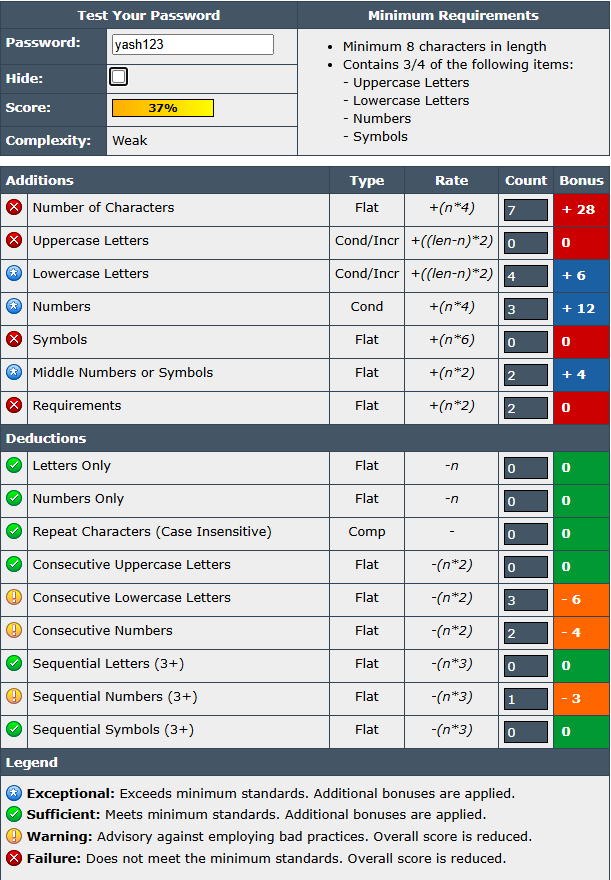 Test Your Password
Minimum Requirements
Password:
yash123
Hide:
Score:
37%
Complexity:
Weak
• Minimum 8 characters in length
• Contains 3/4 of the following items:
- Uppercase Letters
- Lowercase Letters
- Numbers
- Symbols
Additions Type Rate Count Bonus
Number of Characters Flat +(n*4) 7 + 28
Uppercase Letters Cond/Incr +((len-n)*2) 0 0
Lowercase Letters Cond/Incr +((len-n)*2) 4 + 6
Numbers Cond +(n*4) 3 + 12
Symbols Flat +(n*6) 0 0
Middle Numbers or Symbols Flat +(n*2) 2 + 4
Requirements Flat +(n*2) 2 0
Deductions
Letters Only Flat -n 0 0
Numbers Only Flat -n 0 0
Repeat Characters (Case Insensitive) Comp - 0 0
Consecutive Uppercase Letters Flat -(n*2) 0 0
Consecutive Lowercase Letters Flat -(n*2) 3 - 6
Consecutive Numbers Flat -(n*2) 2 - 4
Sequential Letters (3+) Flat -(n*3) 0 0
Sequential Numbers (3+) Flat -(n*3) 1 - 3
Sequential Symbols (3+) Flat -(n*3) 0 0
Legend
Exceptional: Exceeds minimum standards. Additional bonuses are applied.
Sufficient: Meets minimum standards. Additional bonuses are applied.
Warning: Advisory against employing bad practices. Overall score is reduced.
Failure: Does not meet the minimum standards. Overall score is reduced.